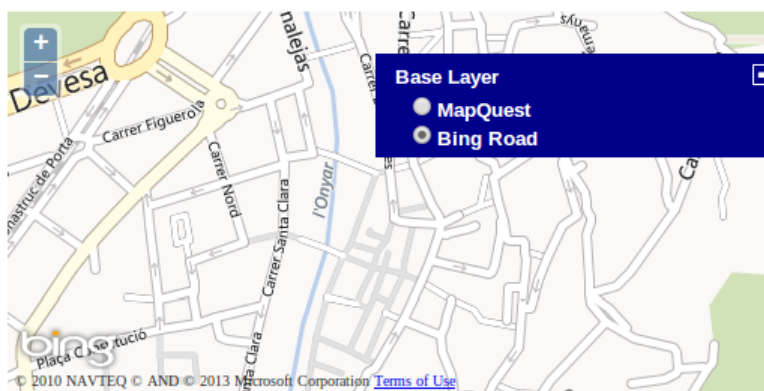 +
−
Devesa
nalejas
Carrer Figuerola
Carrer Nord
Carrer Santa Clara
l'Onyar
Base Layer
MapQuest
Bing Road
bing
© 2010 NAVTEQ © AND © 2013 Microsoft Corporation Terms of Use